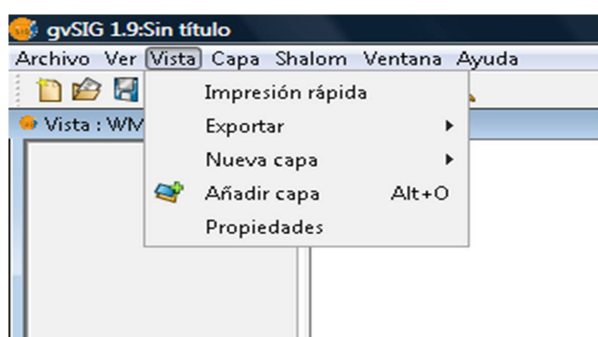 gvSIG 1.9:Sin título
Archivo Ver Vista Capa Shalom Ventana Ayuda
Vista : WM
Impresión rápida
Exportar
Nueva capa
Añadir capa Alt+O
Propiedades